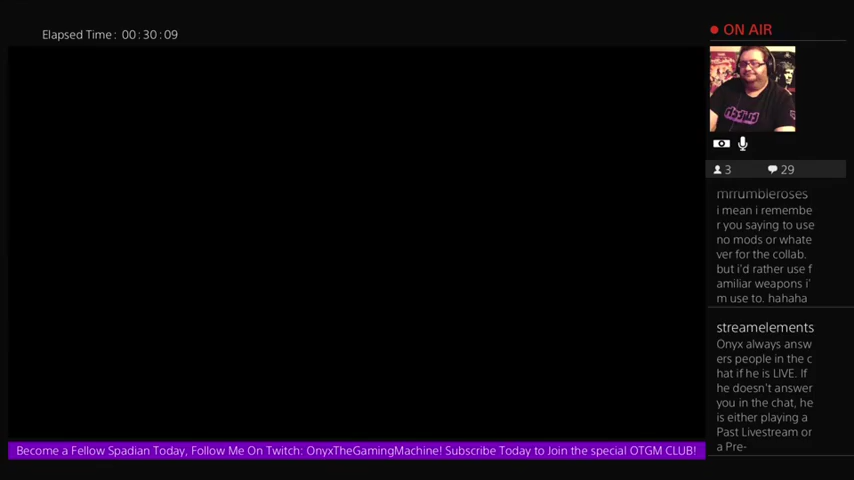 Elapsed Time: 00:30:09
ON AIR
3 29
mrrumbleroses
i mean i remembe
r you saying to use
no mods or whate
ver for the collab.
but i'd rather use f
amiliar weapons i'
m use to. hahaha
streamelements
Onyx always answ
ers people in the c
hat if he is LIVE. If
he doesn't answer
you in the chat, he
is either playing a
Past Livestream or
a Pre-
Become a Fellow Spadian Today, Follow Me On Twitch: OnyxTheGamingMachine! Subscribe Today to Join the special OTGM CLUB!